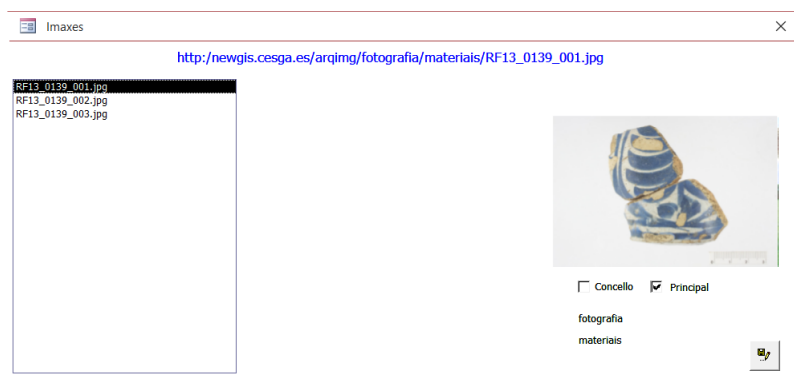 Imaxes
http:/newgis.cesga.es/arqimg/fotografia/materiais/RF13_0139_001.jpg
RF13_0139_001.jpg
RF13_0139_002.jpg
RF13_0139_003.jpg
Concello Principal
fotografia
materiais